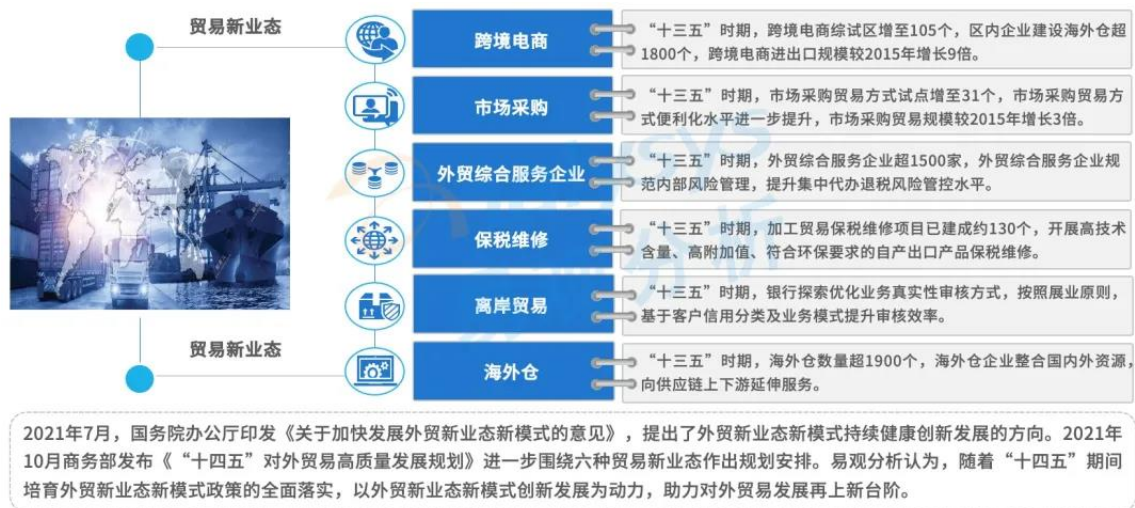 贸易新业态
跨境电商
“十三五”时期，跨境电商综试区增至105个，区内企业建设海外仓超
1800个，跨境电商进出口规模较2015年增长9倍。
市场采购
“十三五”时期，市场采购贸易方式试点增至31个，市场采购贸易方
式便利化水平进一步提升，市场采购贸易规模较2015年增长3倍。
外贸综合服务企业
“十三五”时期，外贸综合服务企业超1500家，外贸综合服务企业规
范内部风险管理，提升集中代办退税风险管控水平。
保税维修
“十三五”时期，加工贸易保税维修项目已建成约130个，开展高技术
含量、高附加值、符合环保要求的自产出口产品保税维修。
离岸贸易
“十三五”时期，银行探索优化业务真实性审核方式，按照展业原则，
基于客户信用分类及业务模式提升审核效率。
贸易新业态
海外仓
“十三五”时期，海外仓数量超1900个，海外仓企业整合国内外资源，
向供应链上下游延伸服务。
2021年7月，国务院办公厅印发《关于加快发展外贸新业态新模式的意见》，提出了外贸新业态新模式持续健康创新发展的方向。2021年
10月商务部发布《“十四五”对外贸易高质量发展规划》进一步围绕六种贸易新业态作出规划安排。易观分析认为，随着“十四五”期间
培育外贸新业态新模式政策的全面落实，以外贸新业态新模式创新发展为动力，助力对外贸易发展再上新台阶。